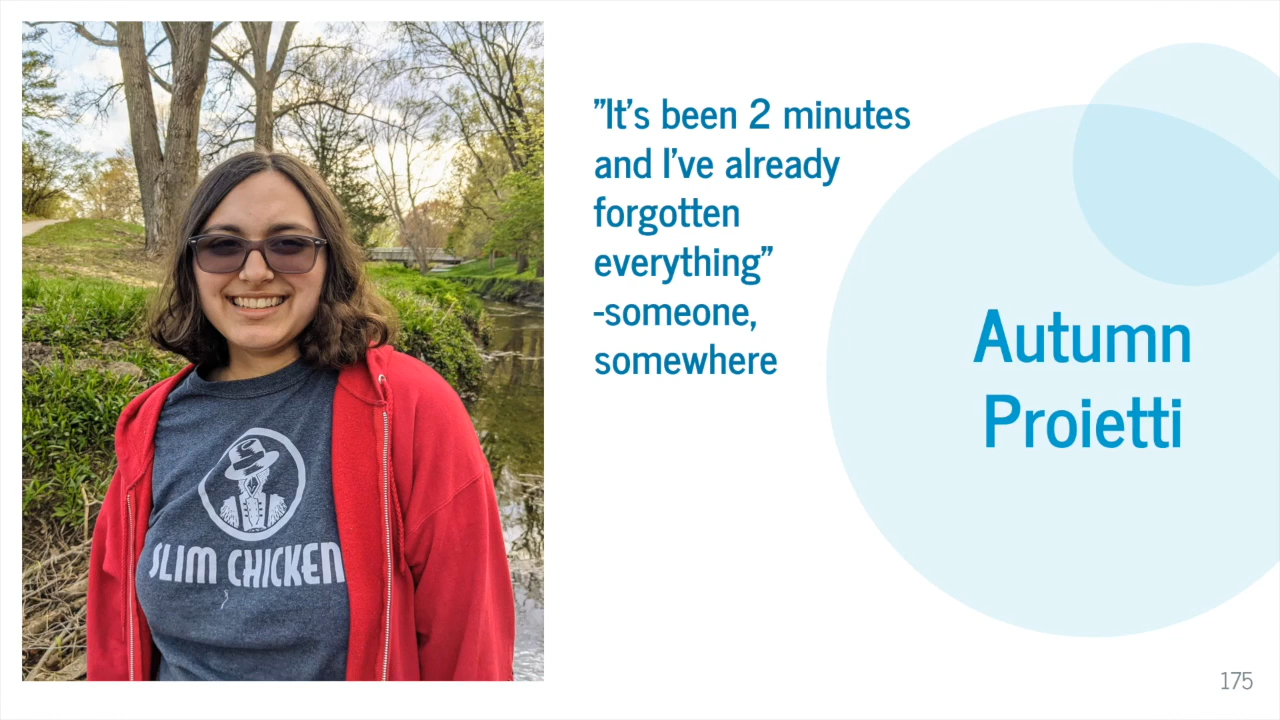 SLIM CHICKEN
”It’s been 2 minutes
and I’ve already
forgotten
everything”
-someone,
somewhere
Autumn
Proietti
175